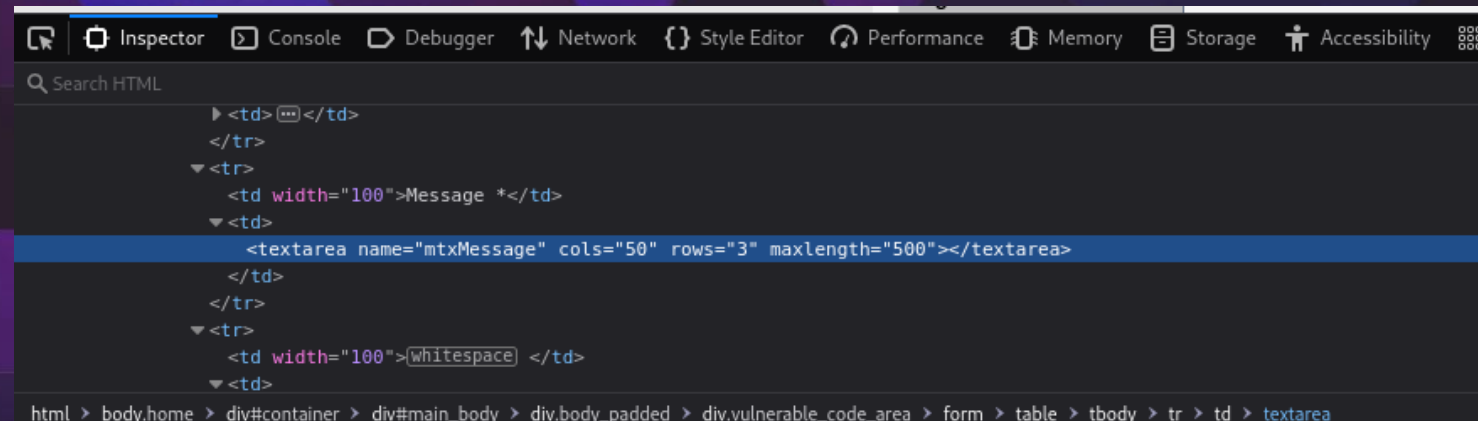 Inspector Console Debugger Network {} Style Editor Performance Memory Storage Accessibility
Search HTML
<td> ⋯ </td>
</tr>
<tr>
<td width="100">Message *</td>
<td>
<textarea name="mtxMessage" cols="50" rows="3" maxlength="500"></textarea>
</td>
</tr>
<tr>
<td width="100"> whitespace </td>
<td>
html > body.home > div#container > div#main_body > div.body_padded > div.vulnerable_code_area > form > table > tbody > tr > td > textarea